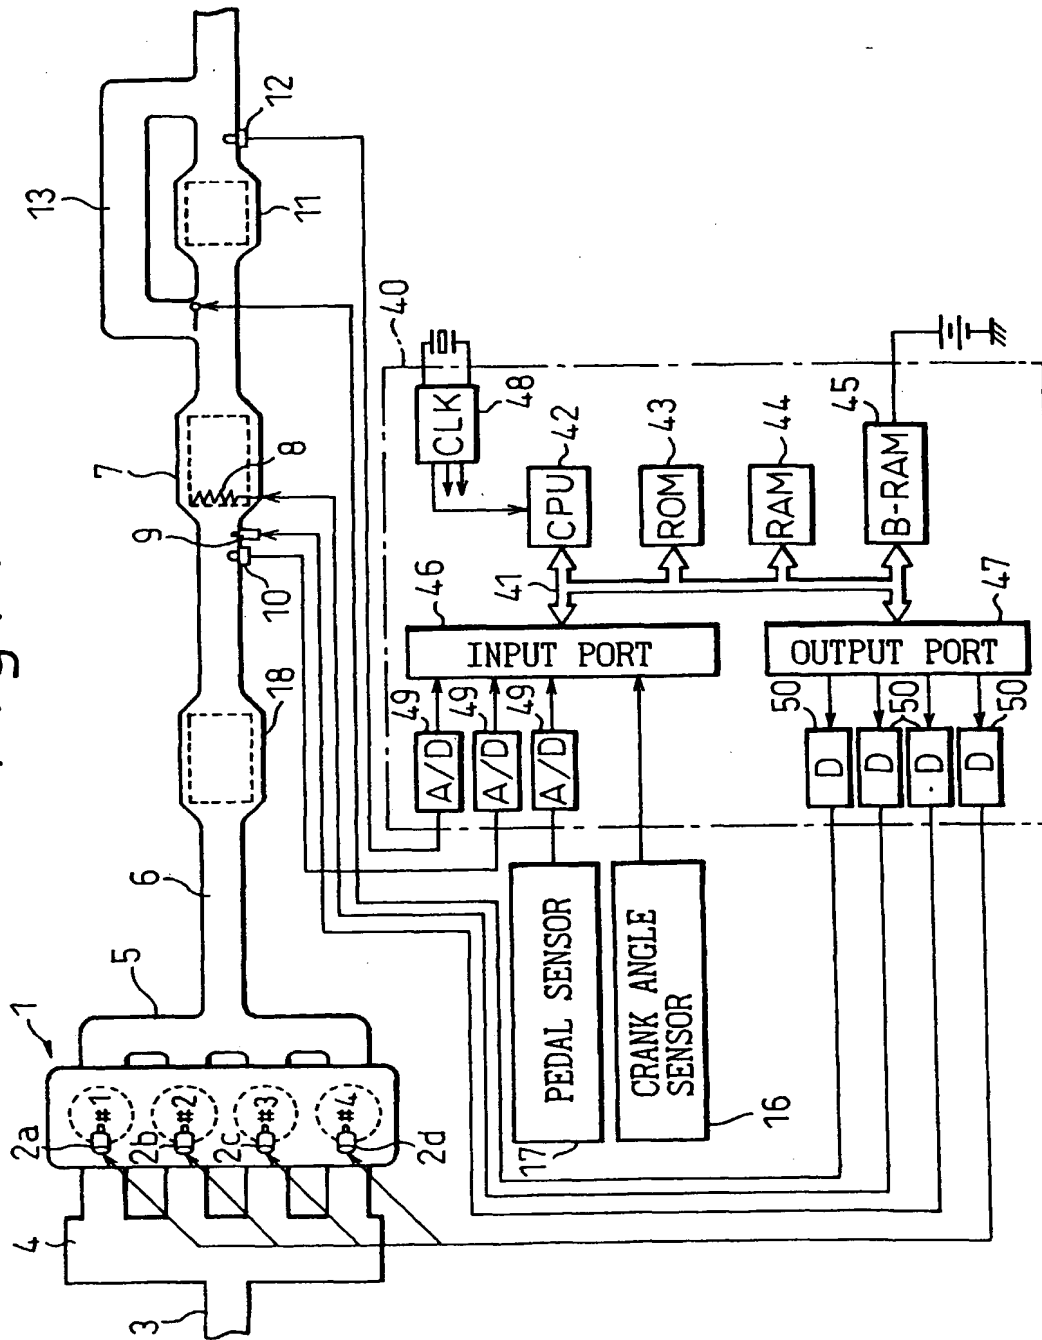 1
2a
#1
2b
#2
2c
#3
2d
#4
3
4
5
6
18
10
9
7
8
13
11
12
40
CLK
48
CPU
42
ROM
43
RAM
44
B-RAM
45
41
46
INPUT PORT
47
OUTPUT PORT
A/D
49
A/D
49
A/D
49
D
50
D
50
D
D
50
PEDAL SENSOR
17
CRANK ANGLE
SENSOR
16